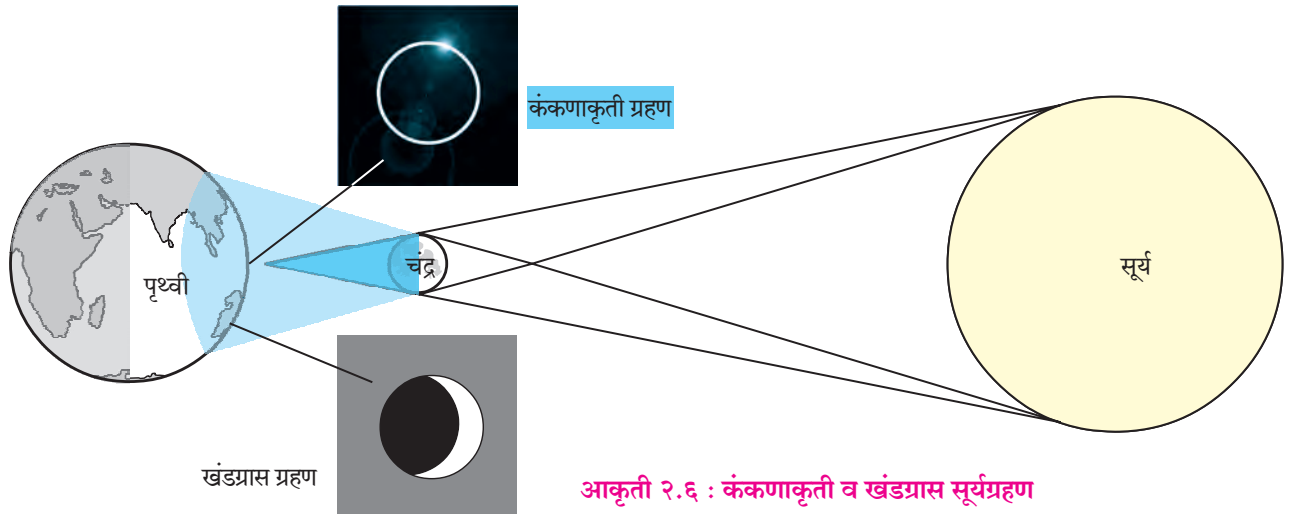 कंकणाकृती ग्रहण
पृथ्वी
चंद्र
सूर्य
खंडग्रास ग्रहण
आकृती २.६ : कंकणाकृती व खंडग्रास सूर्यग्रहण